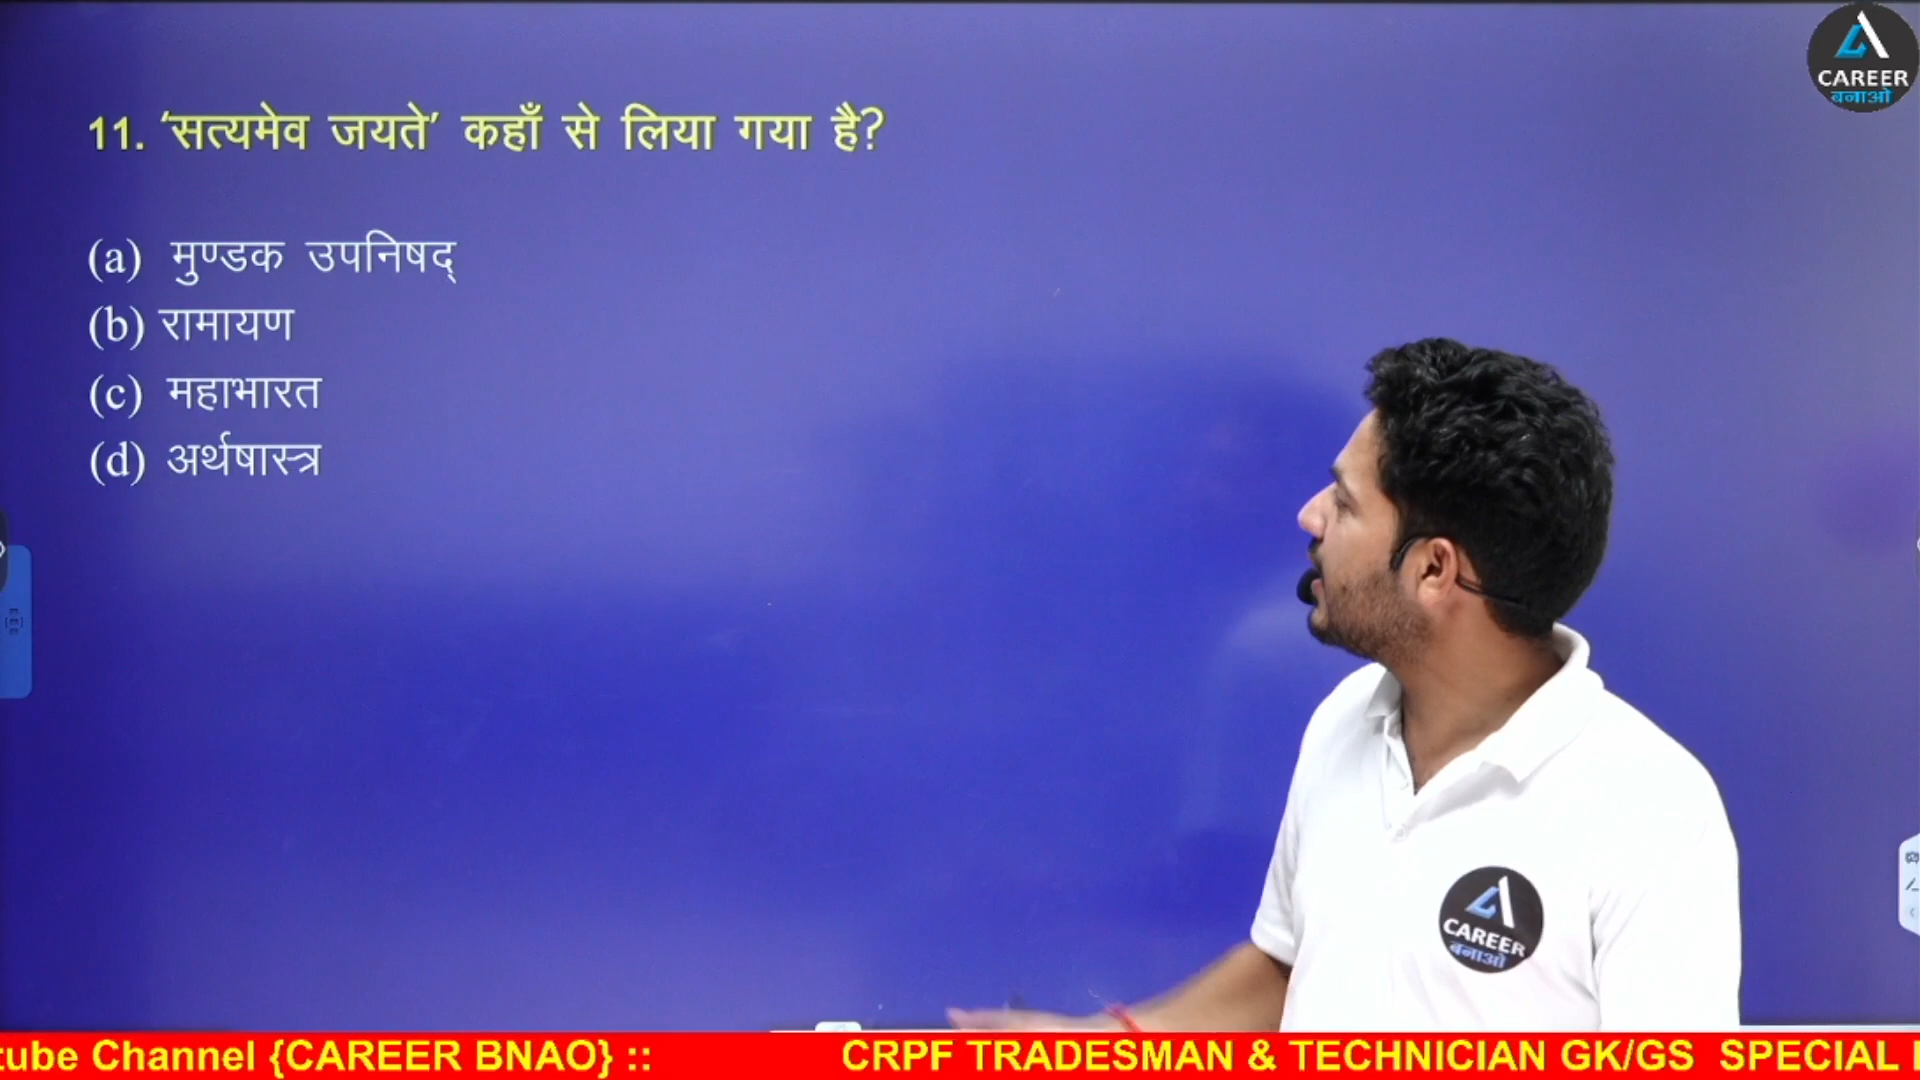 CAREER
बनाओ
11. ‘सत्यमेव जयते’ कहाँ से लिया गया है?
(a) मुण्डक उपनिषद्
(b) रामायण
(c) महाभारत
(d) अर्थषास्त्र
CAREER
बनाओ
tube Channel {CAREER BNAO} :: CRPF TRADESMAN & TECHNICIAN GK/GS SPECIAL